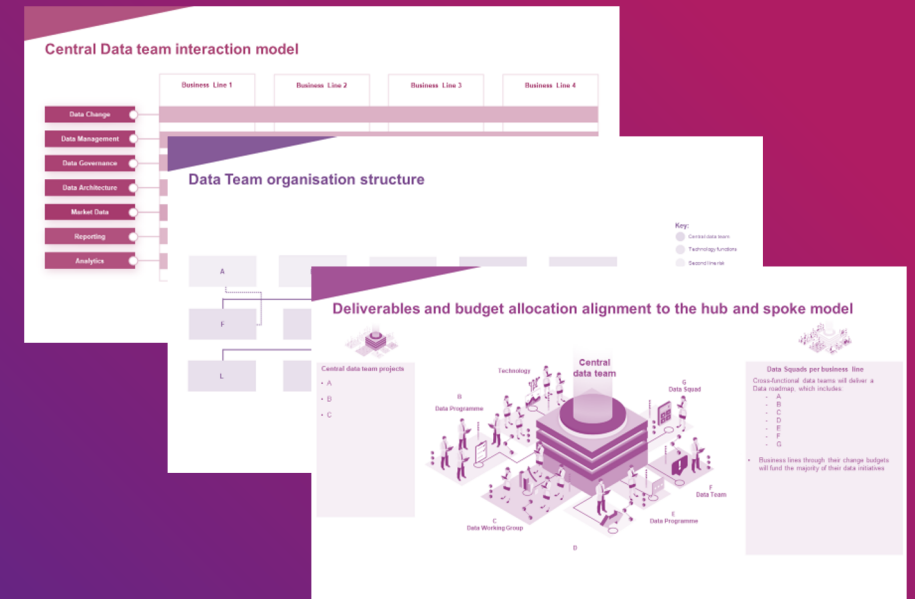 Central Data team interaction model
Business Line 1
Business Line 2
Business Line 3
Business Line 4
Data Change
Data Management
Data Governance
Data Architecture
Market Data
Reporting
Analytics
Data Team organisation structure
Key:
Central data team
Technology functions
Second line risk
A
F
L
Deliverables and budget allocation alignment to the hub and spoke model
Central data team projects
• A
• D
• C
Central
data team
Technology
G
Data Squad
Data Programme
F
Data Team
E
Data Programme
C
Data Working Group
D
Data Squads per business line
Cross-functional data teams will deliver a
Data roadmap, which includes:
- A
- B
- C
- D
- E
- F
- G
• Business lines through their change budgets
will fund the majority of their data initiatives